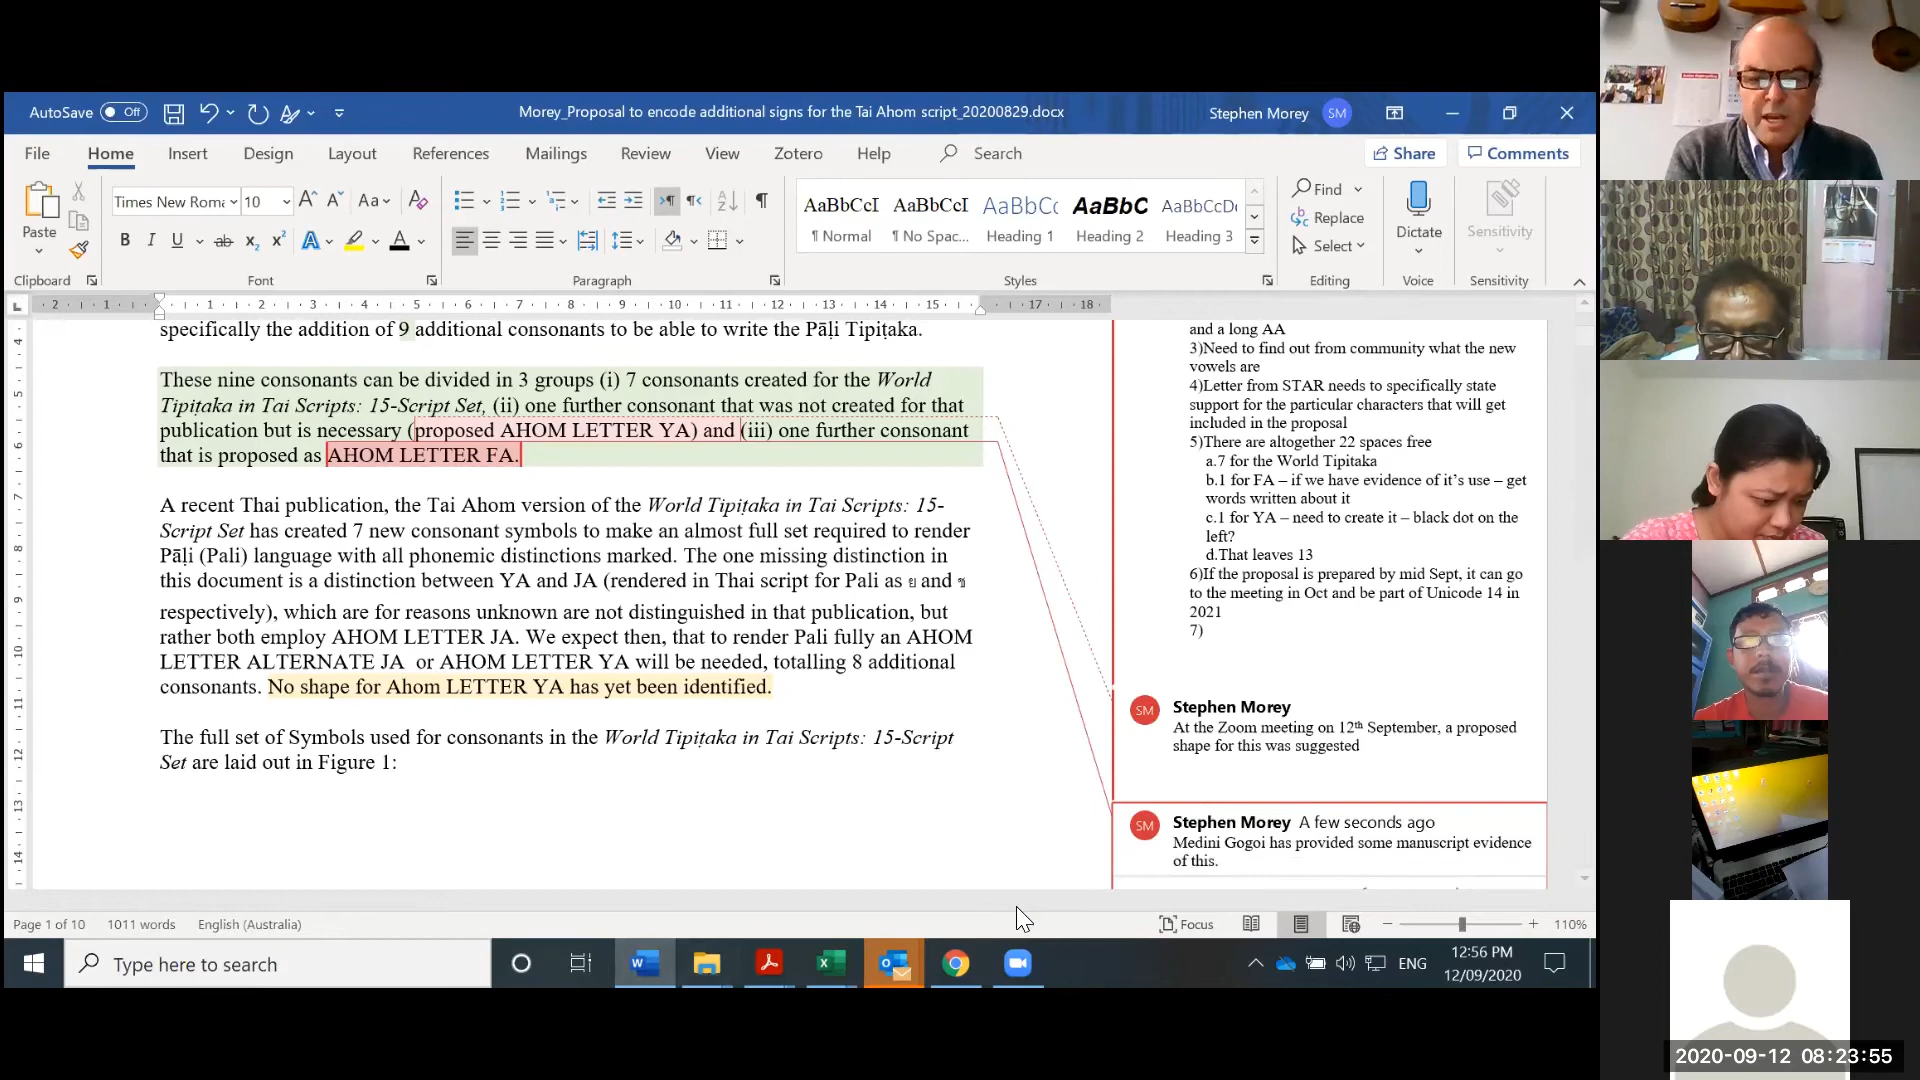 AutoSave Off
Morey_Proposal to encode additional signs for the Tai Ahom script_20200829.docx
Stephen Morey SM
File Home Insert Design Layout References Mailings Review View Zotero Help Search Share Comments
Paste
Times New Roma 10
AaBbCcI AaBbCcI AaBbCc AaBbC AaBbCcD
¶ Normal ¶ No Spac... Heading 1 Heading 2 Heading 3
Find
Replace
Select
Dictate
Sensitivity
Clipboard Font Paragraph Styles Editing Voice Sensitivity
2 1 1 2 3 4 5 6 7 8 9 10 11 12 13 14 15 17 18
specifically the addition of 9 additional consonants to be able to write the Pāḷi Tipiṭaka.
These nine consonants can be divided in 3 groups (i) 7 consonants created for the World
Tipiṭaka in Tai Scripts: 15-Script Set, (ii) one further consonant that was not created for that
publication but is necessary (proposed AHOM LETTER YA) and (iii) one further consonant
that is proposed as AHOM LETTER FA.
A recent Thai publication, the Tai Ahom version of the World Tipiṭaka in Tai Scripts: 15-
Script Set has created 7 new consonant symbols to make an almost full set required to render
Pāḷi (Pali) language with all phonemic distinctions marked. The one missing distinction in
this document is a distinction between YA and JA (rendered in Thai script for Pali as ย and ช
respectively), which are for reasons unknown are not distinguished in that publication, but
rather both employ AHOM LETTER JA. We expect then, that to render Pali fully an AHOM
LETTER ALTERNATE JA or AHOM LETTER YA will be needed, totalling 8 additional
consonants. No shape for Ahom LETTER YA has yet been identified.
The full set of Symbols used for consonants in the World Tipiṭaka in Tai Scripts: 15-Script
Set are laid out in Figure 1:
and a long AA
3)Need to find out from community what the new
vowels are
4)Letter from STAR needs to specifically state
support for the particular characters that will get
included in the proposal
5)There are altogether 22 spaces free
a.7 for the World Tipitaka
b.1 for FA – if we have evidence of it’s use – get
words written about it
c.1 for YA – need to create it – black dot on the
left?
d.That leaves 13
6)If the proposal is prepared by mid Sept, it can go
to the meeting in Oct and be part of Unicode 14 in
2021
7)
SM Stephen Morey
At the Zoom meeting on 12th September, a proposed
shape for this was suggested
SM Stephen Morey A few seconds ago
Medini Gogoi has provided some manuscript evidence
of this.
Page 1 of 10 1011 words English (Australia) Focus 110%
Type here to search
ENG
12:56 PM
12/09/2020
2020-09-12 08:23:55